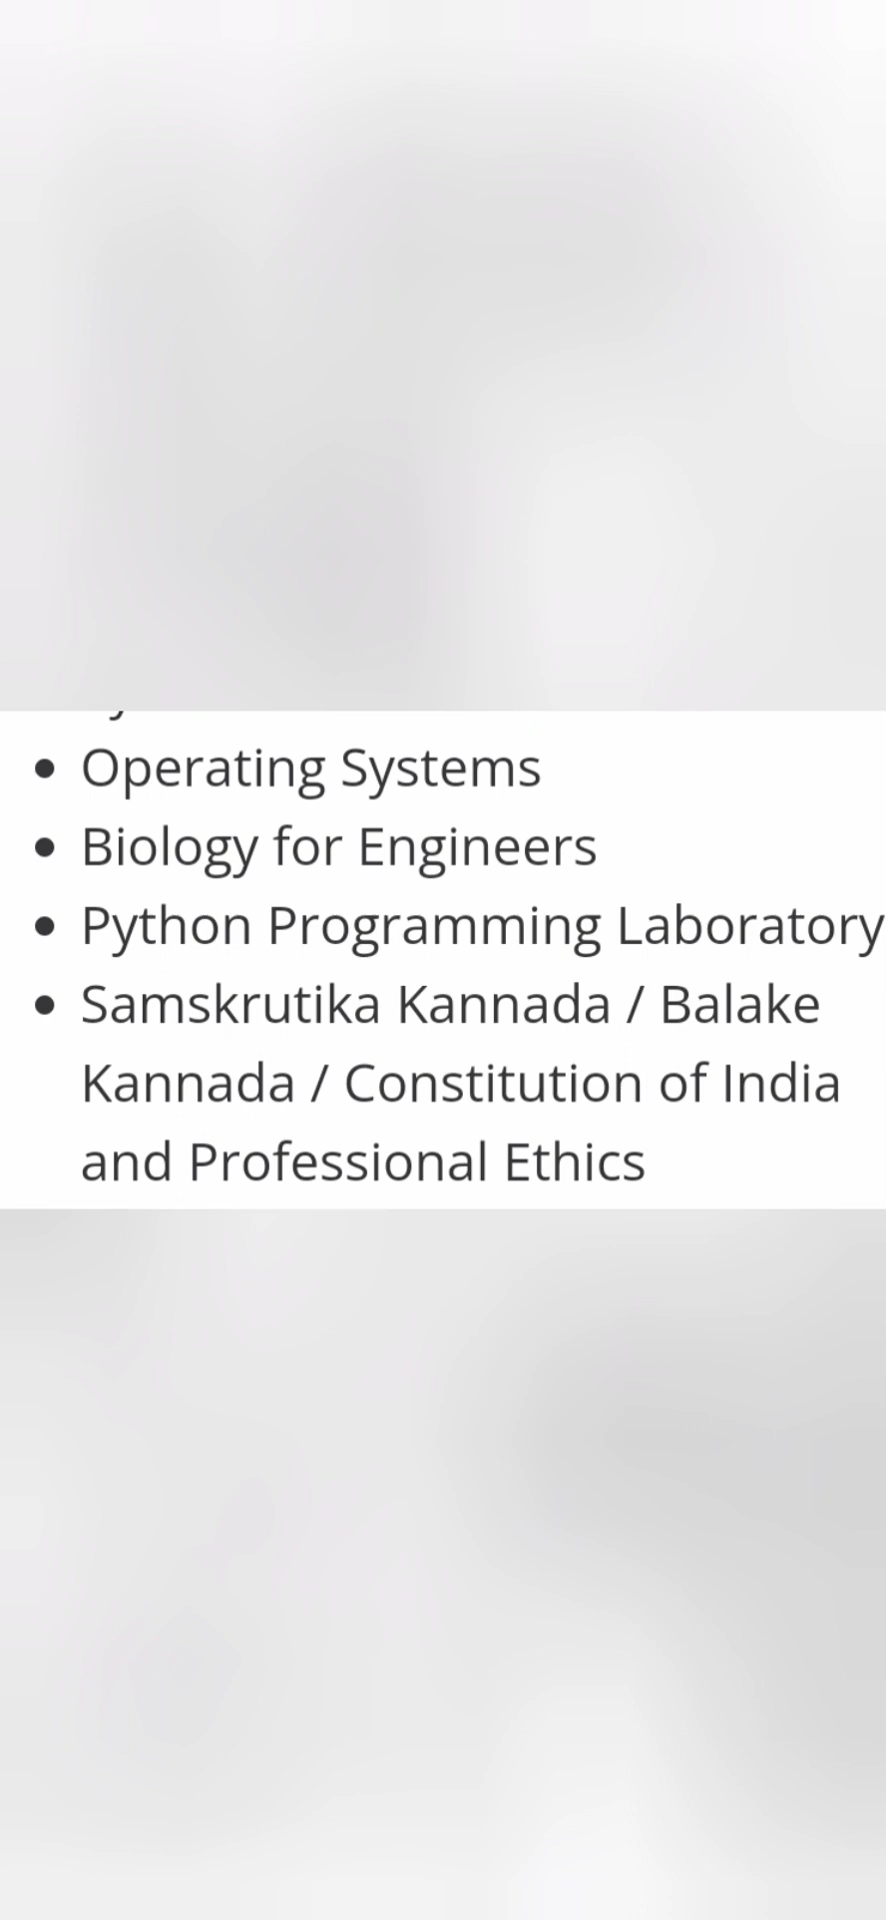 • Operating Systems
• Biology for Engineers
• Python Programming Laboratory
• Samskrutika Kannada / Balake
Kannada / Constitution of India
and Professional Ethics